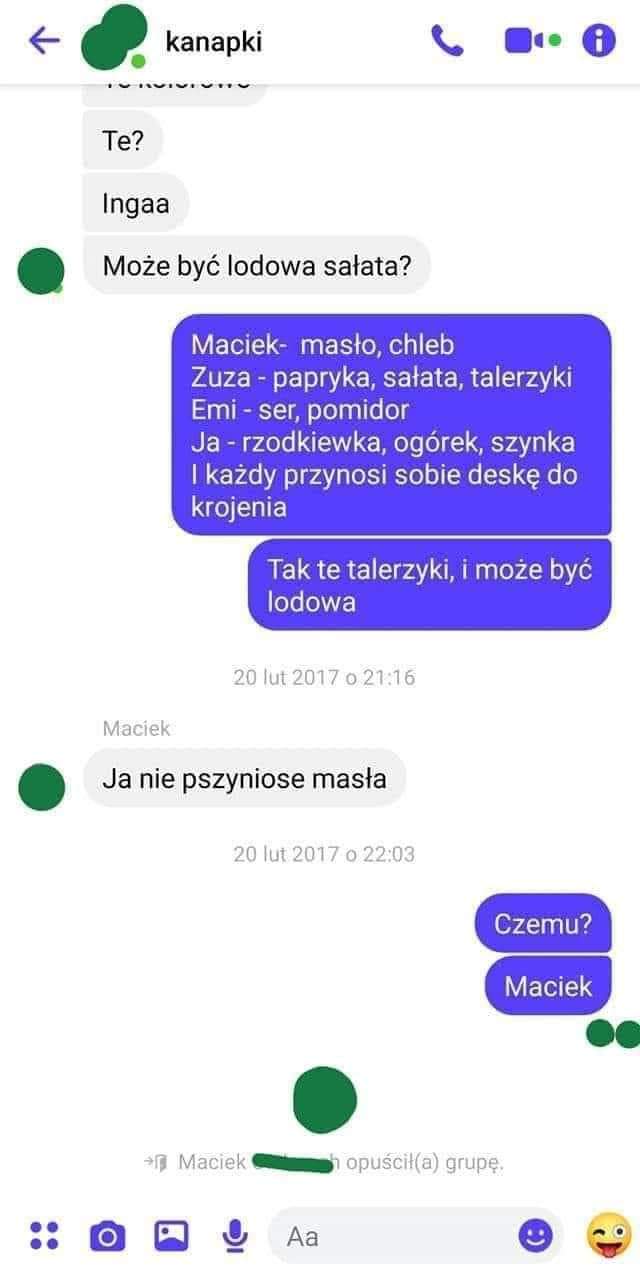 kanapki
Te?
Ingaa
Może być lodowa sałata?
Maciek-  masło, chleb
Zuza - papryka, sałata, talerzyki
Emi - ser, pomidor
Ja - rzodkiewka, ogórek, szynka
I każdy przynosi sobie deskę do
krojenia
Tak te talerzyki, i może być
lodowa
20 lut 2017 o 21:16
Maciek
Ja nie pszyniose masła
20 lut 2017 o 22:03
Czemu?
Maciek
Maciek opuścił(a) grupę.
Aa